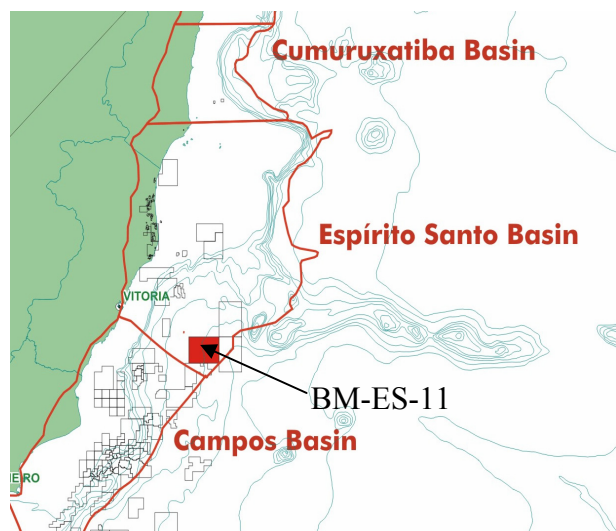 Cumuruxatiba Basin
Espírito Santo Basin
VITORIA
BM-ES-11
Campos Basin
EIRO